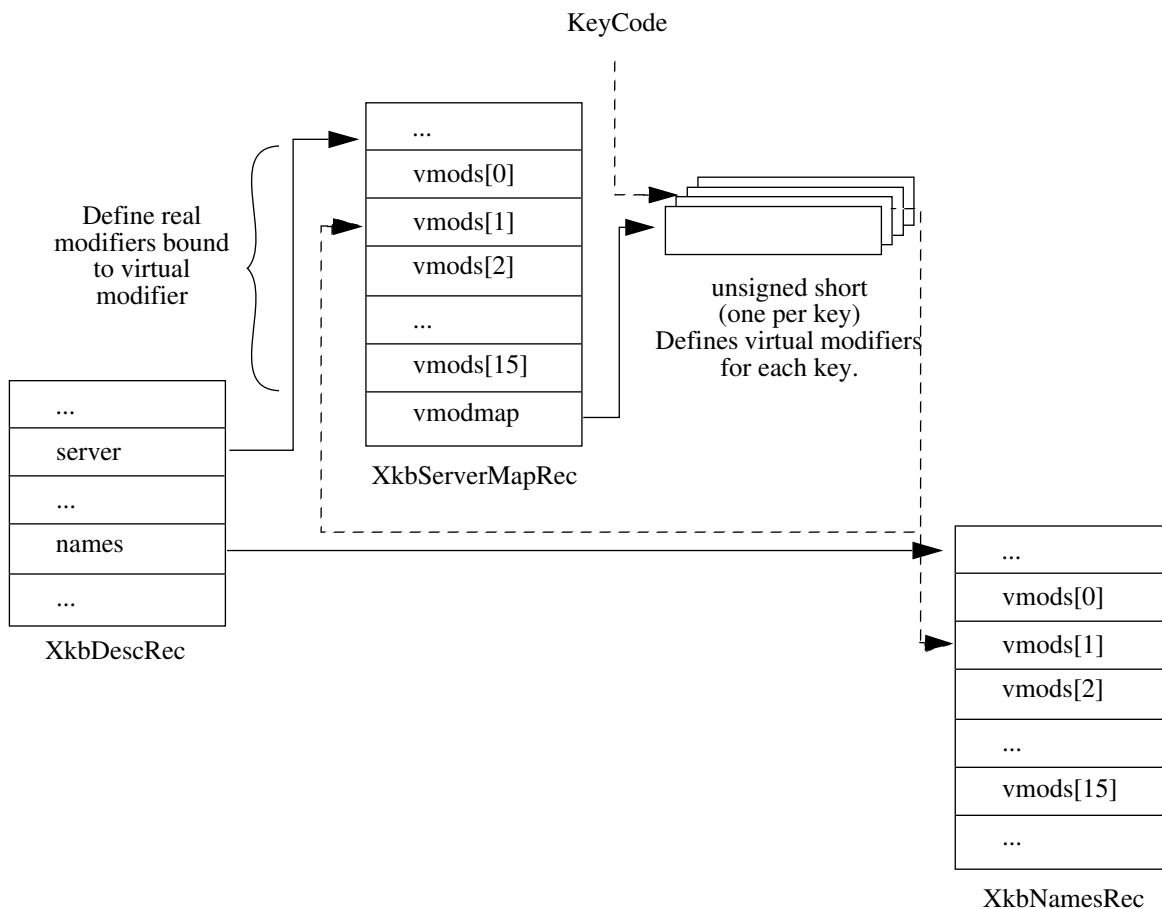 KeyCode
...
vmods[0]
vmods[1]
vmods[2]
...
vmods[15]
vmodmap
XkbServerMapRec
Define real
modifiers bound
to virtual
modifier
unsigned short
(one per key)
Defines virtual modifiers
for each key.
...
server
...
names
...
XkbDescRec
...
vmods[0]
vmods[1]
vmods[2]
...
vmods[15]
...
XkbNamesRec